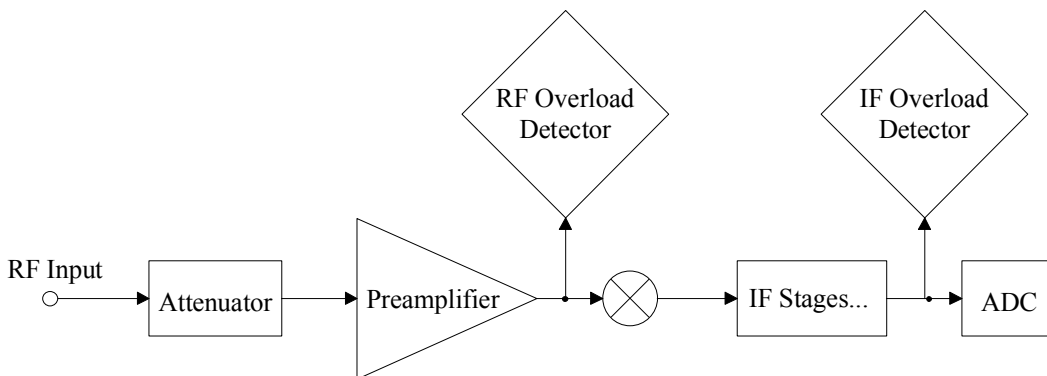 RF Overload
Detector
IF Overload
Detector
RF Input
Attenuator
Preamplifier
IF Stages...
ADC